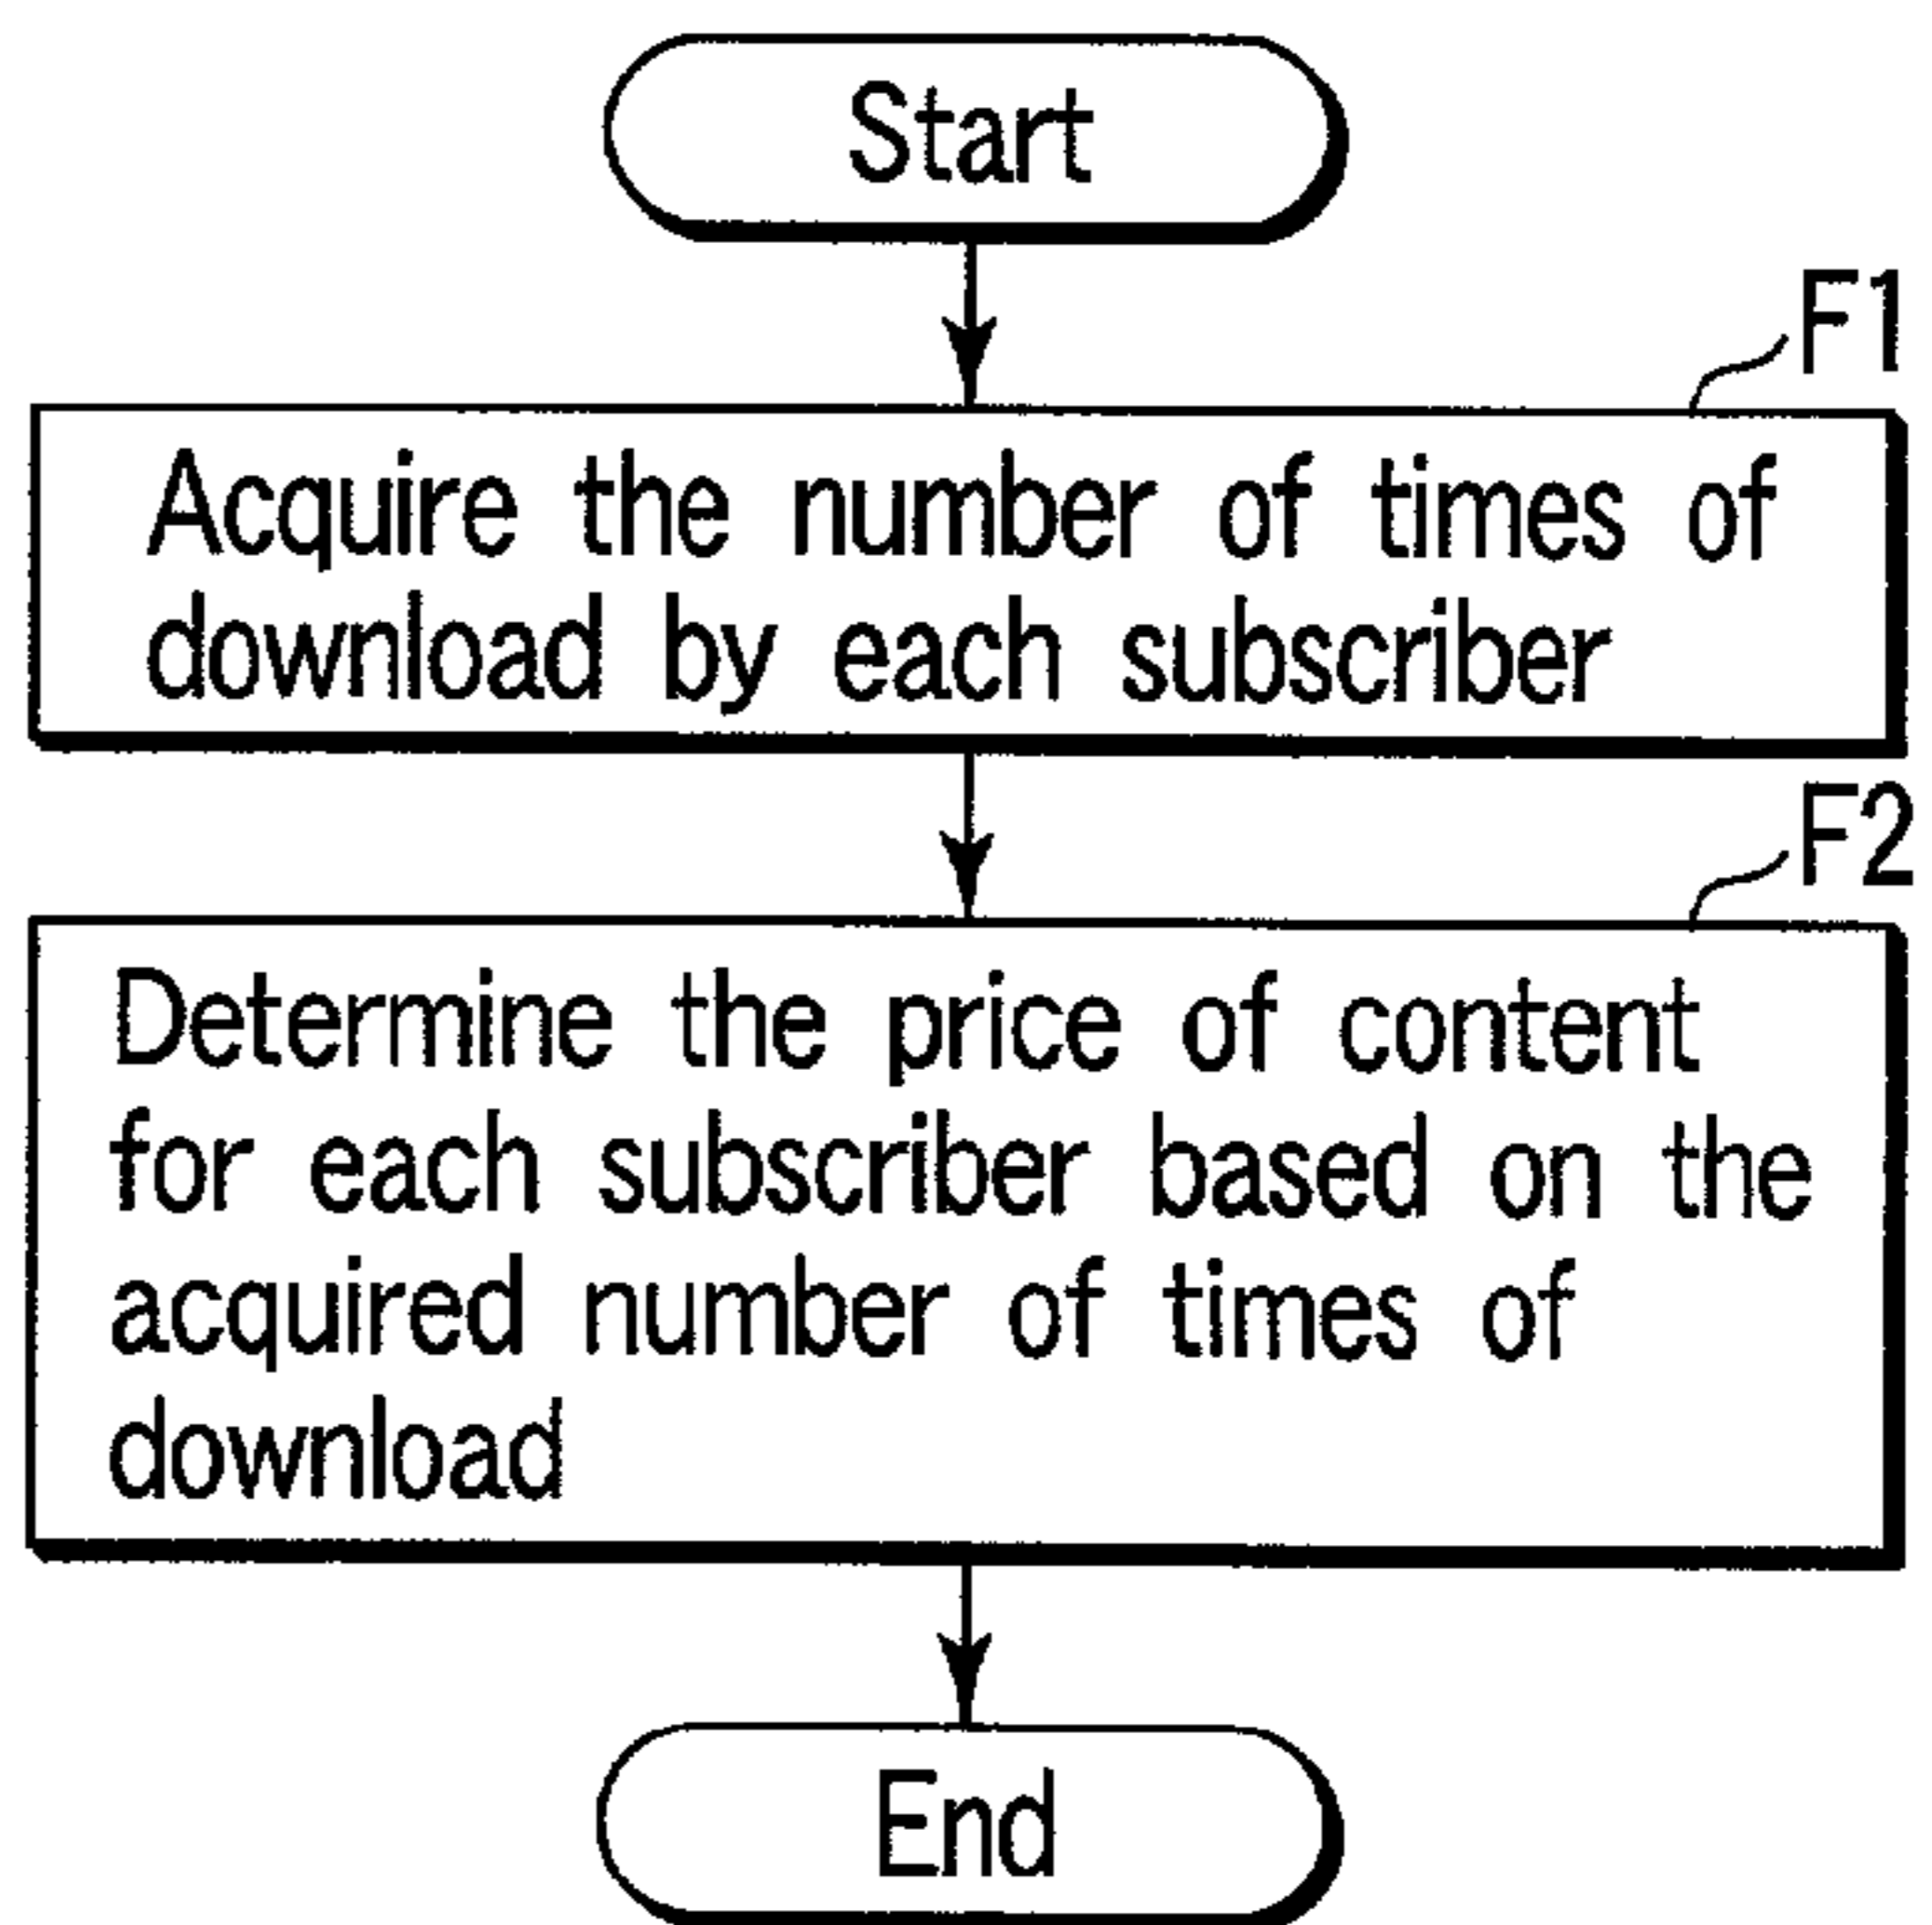 Start
F1
Acquire the number of times of
download by each subscriber
F2
Determine the price of content
for each subscriber based on the
acquired number of times of
download
End